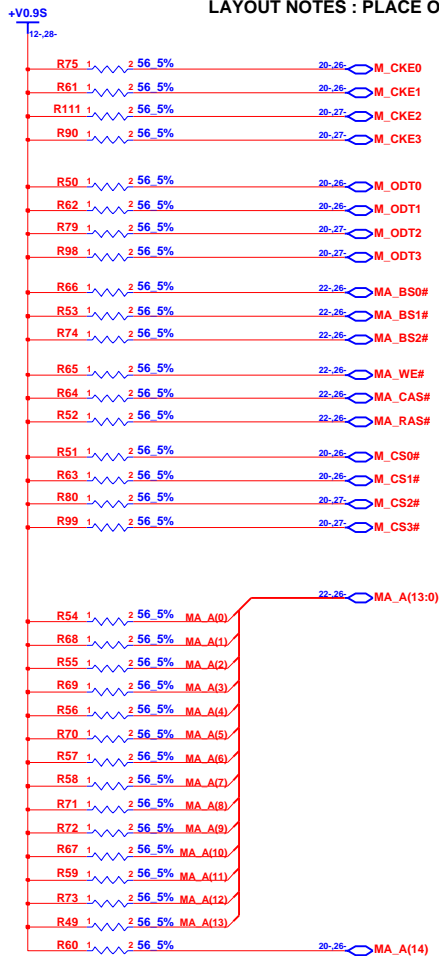 LAYOUT NOTES : PLACE O
+V0.9S
12-,28-
R75 1 2 56_5% 20-,26- M_CKE0
R61 1 2 56_5% 20-,26- M_CKE1
R111 1 2 56_5% 20-,27- M_CKE2
R90 1 2 56_5% 20-,27- M_CKE3
R50 1 2 56_5% 20-,26- M_ODT0
R62 1 2 56_5% 20-,26- M_ODT1
R79 1 2 56_5% 20-,27- M_ODT2
R98 1 2 56_5% 20-,27- M_ODT3
R66 1 2 56_5% 22-,26- MA_BS0#
R53 1 2 56_5% 22-,26- MA_BS1#
R74 1 2 56_5% 22-,26- MA_BS2#
R65 1 2 56_5% 22-,26- MA_WE#
R64 1 2 56_5% 22-,26- MA_CAS#
R52 1 2 56_5% 22-,26- MA_RAS#
R51 1 2 56_5% 20-,26- M_CS0#
R63 1 2 56_5% 20-,26- M_CS1#
R80 1 2 56_5% 20-,27- M_CS2#
R99 1 2 56_5% 20-,27- M_CS3#
22-,26- MA_A(13:0)
R54 1 2 56_5% MA_A(0)
R68 1 2 56_5% MA_A(1)
R55 1 2 56_5% MA_A(2)
R69 1 2 56_5% MA_A(3)
R56 1 2 56_5% MA_A(4)
R70 1 2 56_5% MA_A(5)
R57 1 2 56_5% MA_A(6)
R58 1 2 56_5% MA_A(7)
R71 1 2 56_5% MA_A(8)
R72 1 2 56_5% MA_A(9)
R67 1 2 56_5% MA_A(10)
R59 1 2 56_5% MA_A(11)
R73 1 2 56_5% MA_A(12)
R49 1 2 56_5% MA_A(13)
R60 1 2 56_5% 20-,26- MA_A(14)